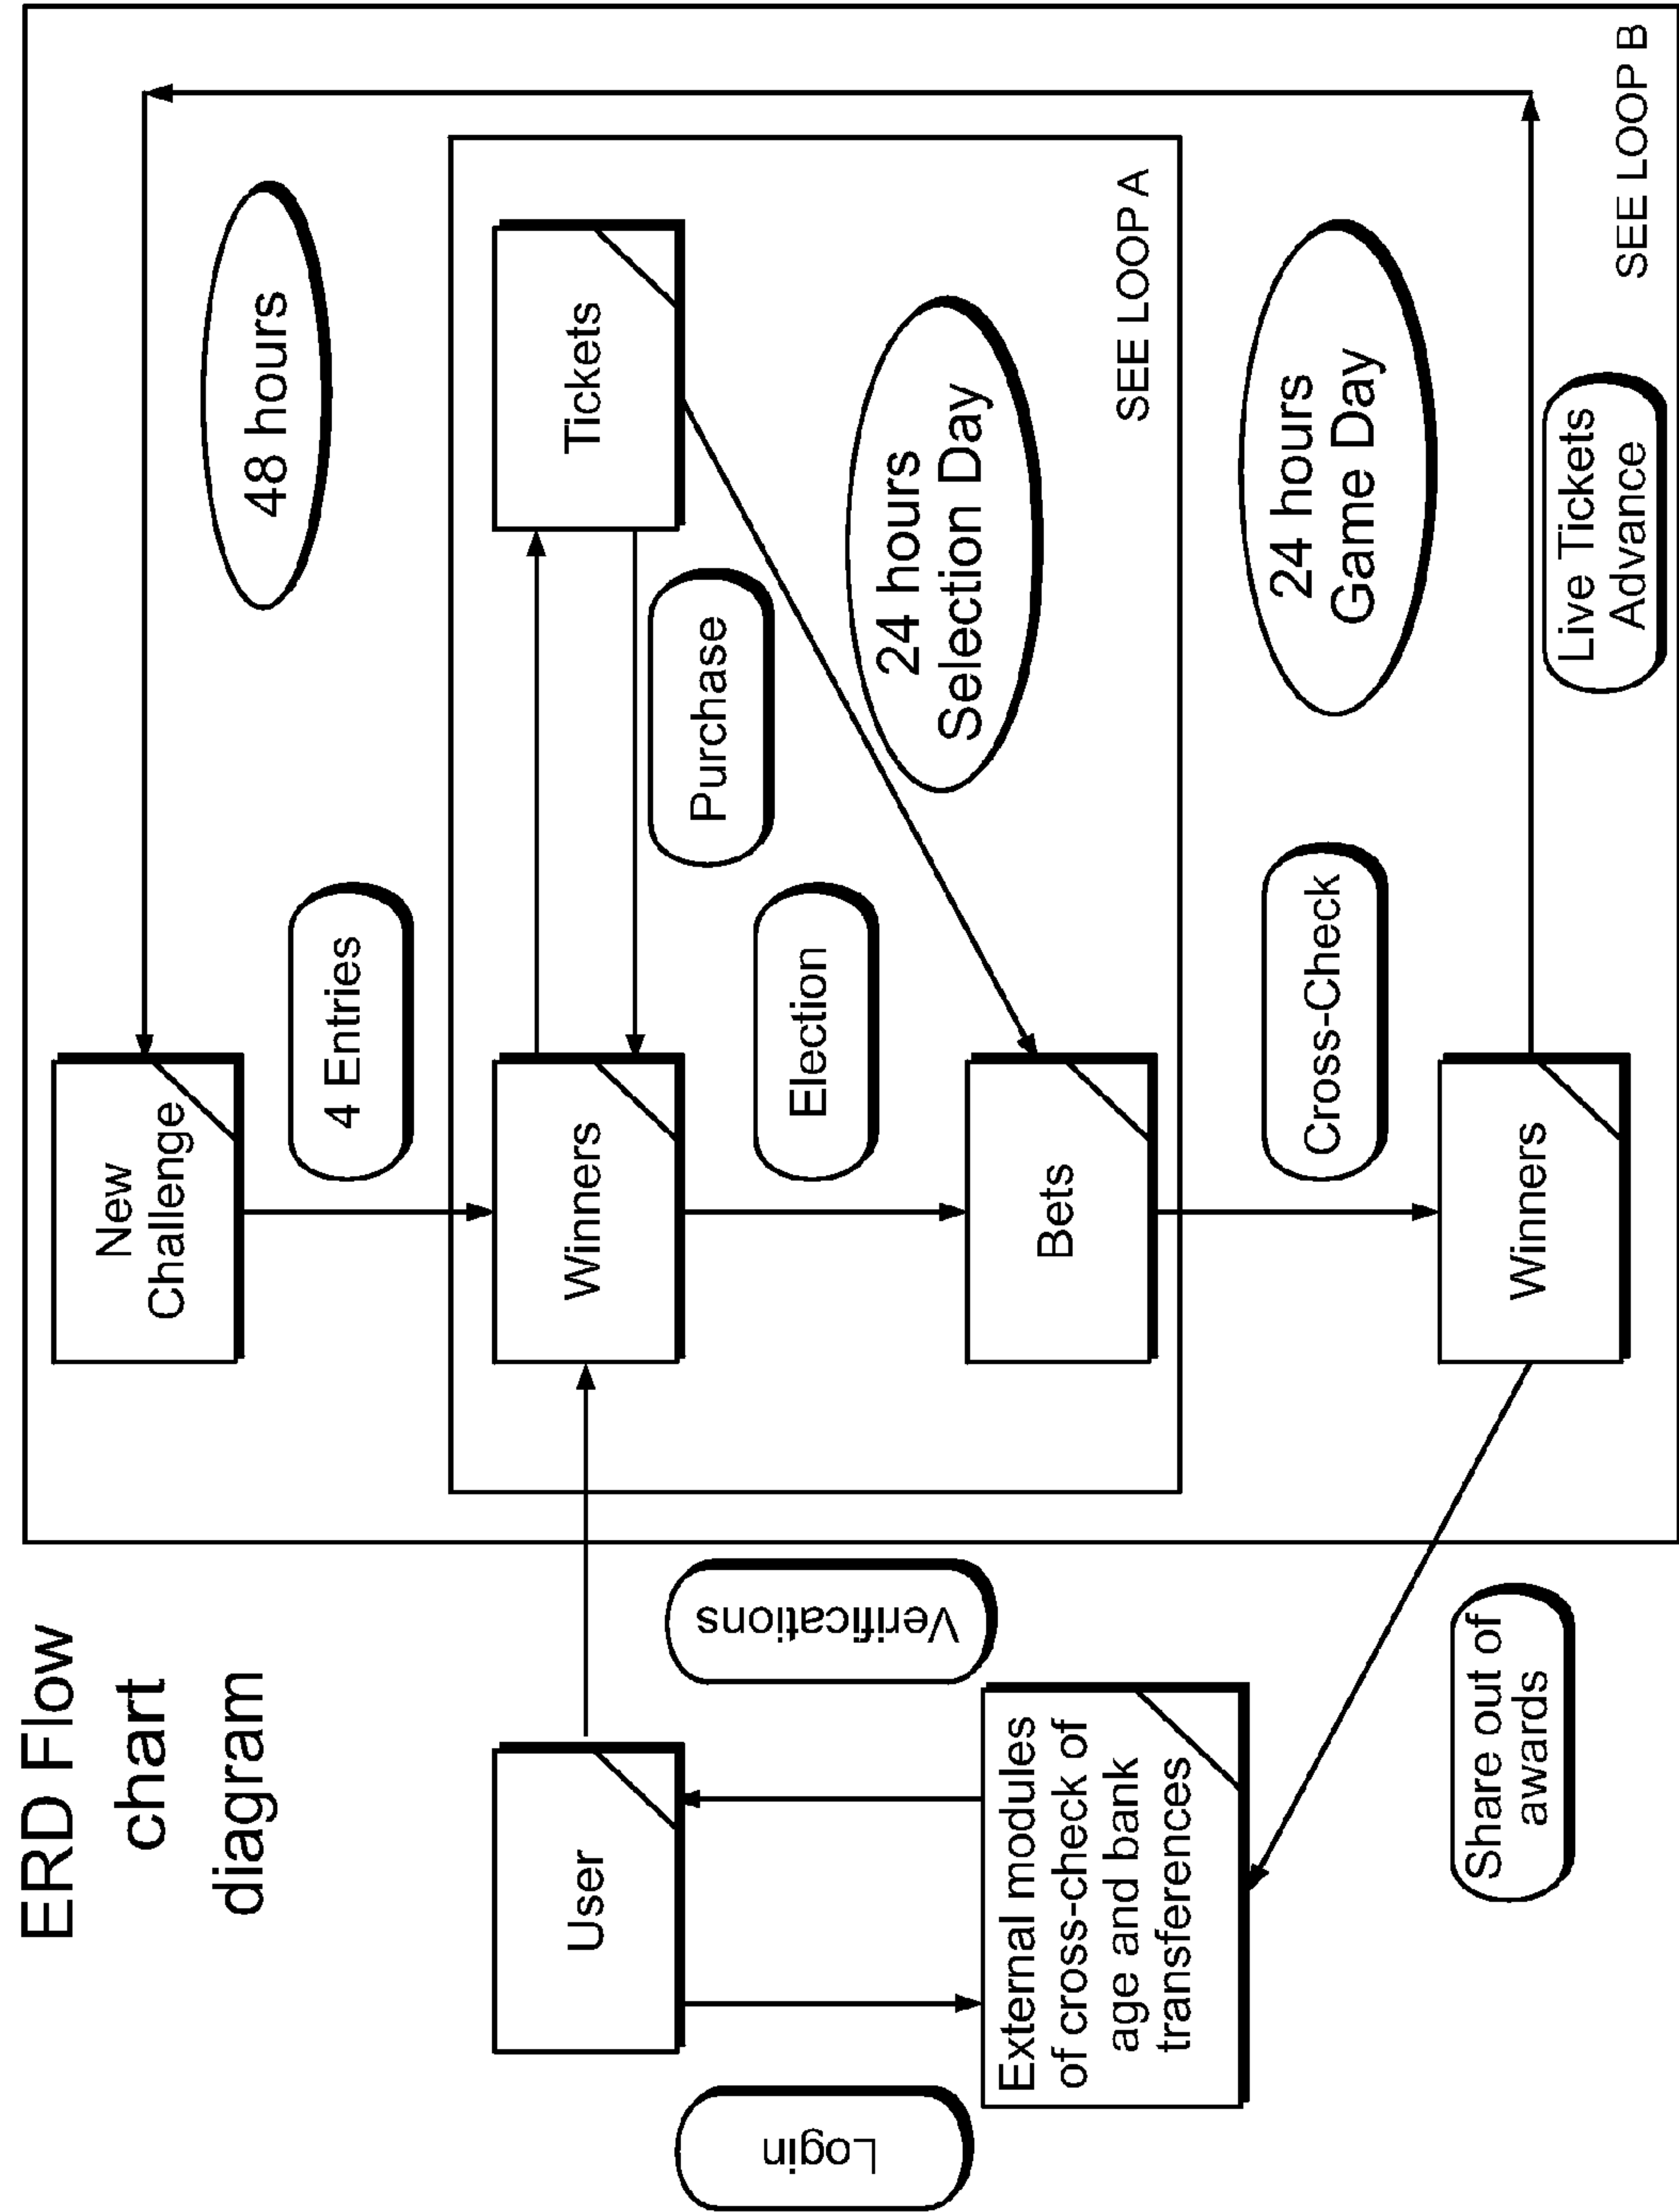 ERD Flow
chart
diagram
User
Login
Verifications
External modules
of cross-check of
age and bank
transferences
Share out of
awards
New
Challenge
4 Entries
48 hours
Winners
Purchase
Tickets
Election
24 hours
Selection Day
Bets
SEE LOOP A
Cross-Check
24 hours
Game Day
Winners
Live Tickets
Advance
SEE LOOP B